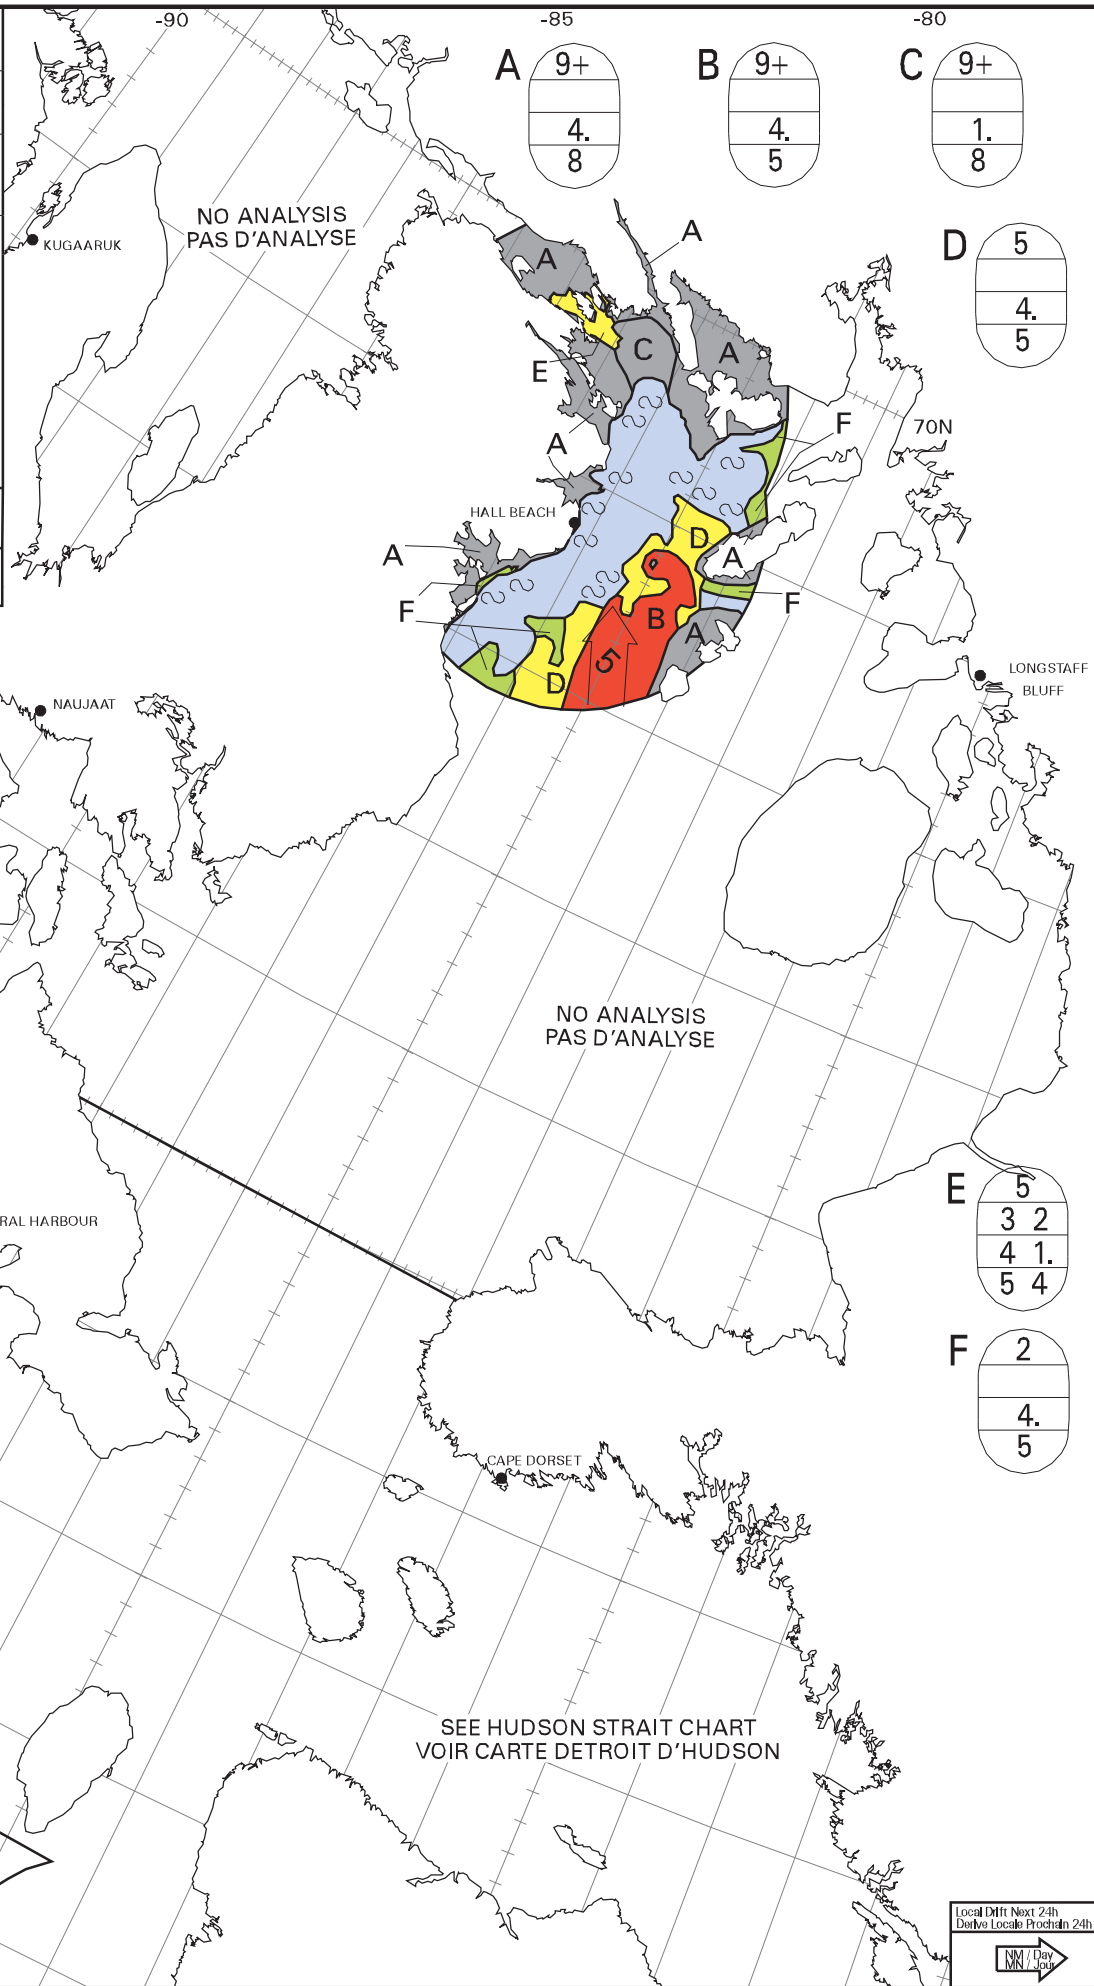 -90
-85
-80
A
9+
4.
8
B
9+
4.
5
C
9+
1.
8
D
5
4.
5
NO ANALYSIS
PAS D'ANALYSE
KUGAARUK
A
A
C
A
E
F
70N
A
HALL BEACH
D
A
A
F
F
B
A
5
D
LONGSTAFF
BLUFF
NAUJAAT
NO ANALYSIS
PAS D'ANALYSE
E
5
3 2
4 1.
5 4
RAL HARBOUR
F
2
4.
5
CAPE DORSET
SEE HUDSON STRAIT CHART
VOIR CARTE DETROIT D'HUDSON
Local Drift Next 24h
Derive Locale Prochain 24h
NM / Day
MN / Jour